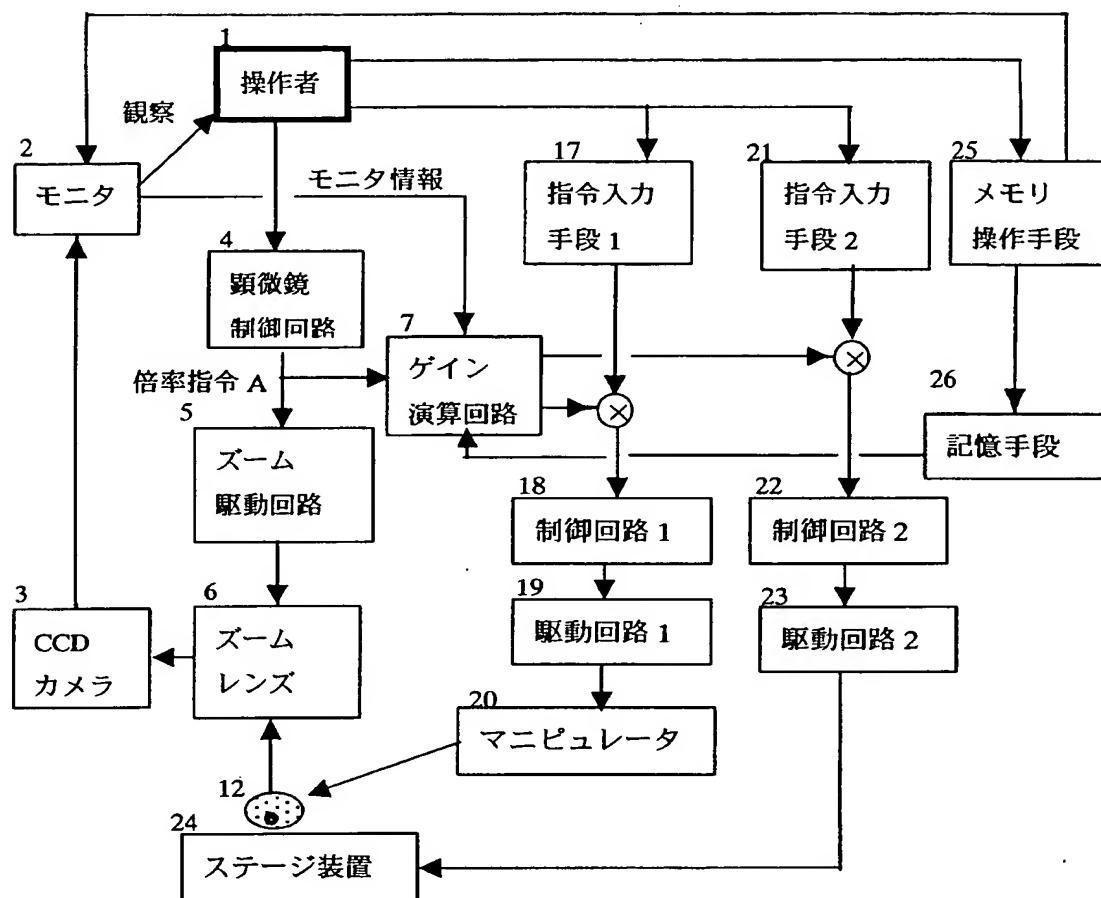 1
操作者
観察
2
モニタ
モニタ情報
17
指令入力
手段1
21
指令入力
手段2
25
メモリ
操作手段
4
顕微鏡
制御回路
7
ゲイン
演算回路
倍率指令 A
5
ズーム
駆動回路
26
記憶手段
18
制御回路 1
22
制御回路 2
3
CCD
カメラ
6
ズーム
レンズ
19
駆動回路 1
23
駆動回路 2
20
マニピュレータ
12
24
ステージ装置